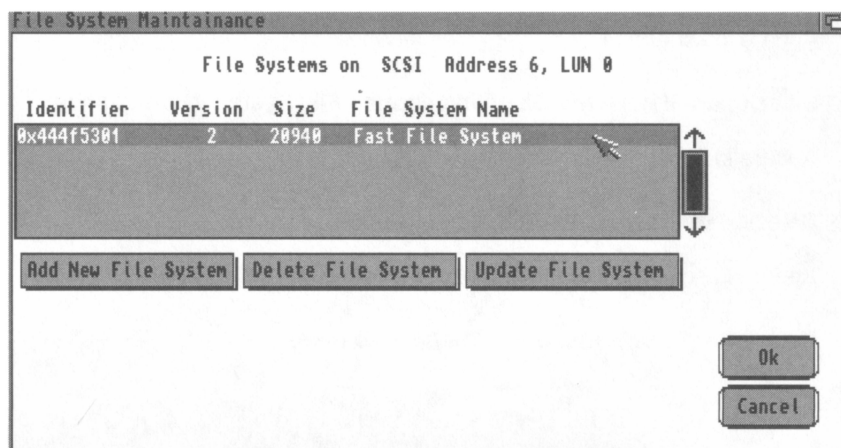 File System Maintainance
File Systems on SCSI Address 6, LUN 0
Identifier Version Size File System Name
0x444f5301 2 20940 Fast File System
Add New File System Delete File System Update File System
Ok
Cancel